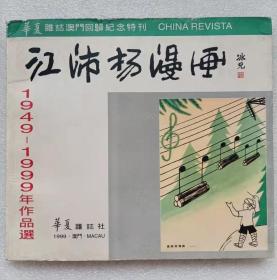 華夏 雜誌澳門回歸紀念特刊 CHINA REVISTA
江沛揚漫画
1949－1999年作品選
華夏 雜誌社
1999・澳門・MACAU